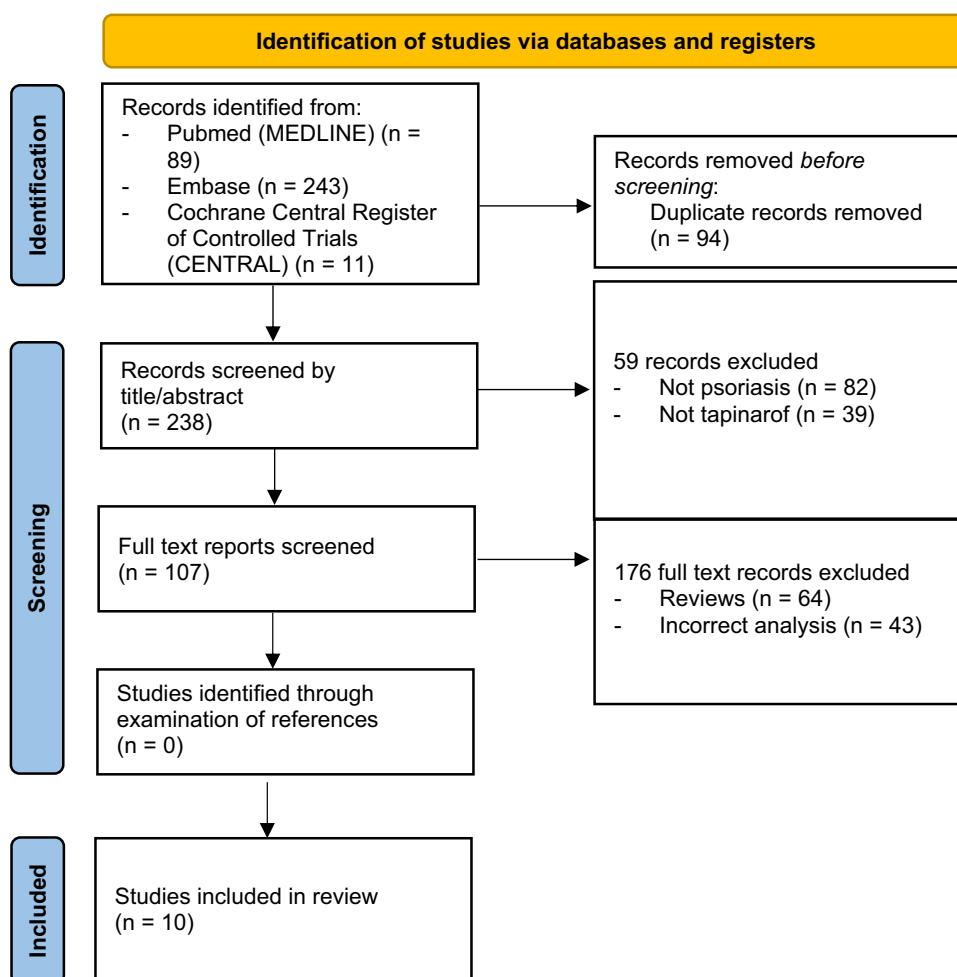 Identification of studies via databases and registers
Identification
Records identified from:
- Pubmed (MEDLINE) (n =
89)
- Embase (n = 243)
- Cochrane Central Register
of Controlled Trials
(CENTRAL) (n = 11)
Records removed before
screening:
Duplicate records removed
(n = 94)
Screening
Records screened by
title/abstract
(n = 238)
59 records excluded
- Not psoriasis (n = 82)
- Not tapinarof (n = 39)
Full text reports screened
(n = 107)
176 full text records excluded
- Reviews (n = 64)
- Incorrect analysis (n = 43)
Studies identified through
examination of references
(n = 0)
Included
Studies included in review
(n = 10)